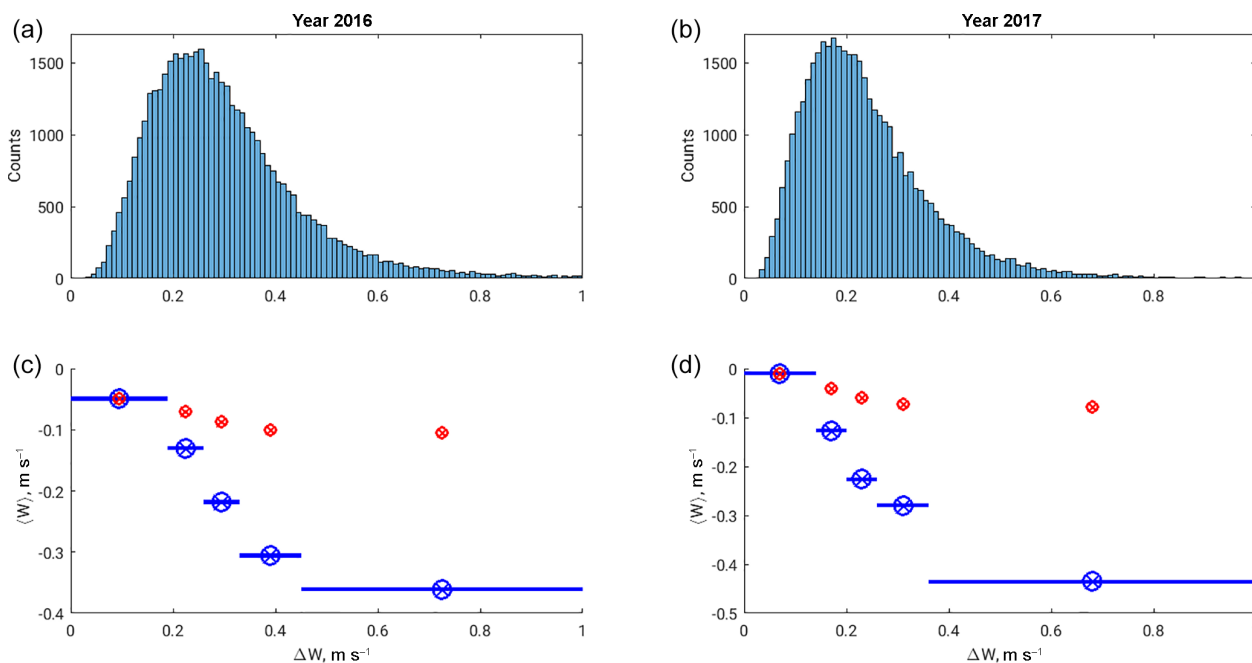 (a)
Year 2016
1500
1000
500
0
Counts
0 0.2 0.4 0.6 0.8 1
(b)
Year 2017
1500
1000
500
0
Counts
0 0.2 0.4 0.6 0.8
(c)
0
-0.1
-0.2
-0.3
-0.4
⟨W⟩, m s⁻¹
0 0.2 0.4 0.6 0.8 1
ΔW, m s⁻¹
(d)
0
-0.1
-0.2
-0.3
-0.4
-0.5
⟨W⟩, m s⁻¹
0 0.2 0.4 0.6 0.8
ΔW, m s⁻¹